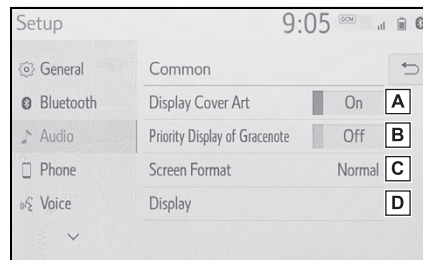 Setup 9:05 DCM
General
Bluetooth
Audio
Phone
Voice
Common
Display Cover Art On A
Priority Display of Gracenote Off B
Screen Format Normal C
Display D